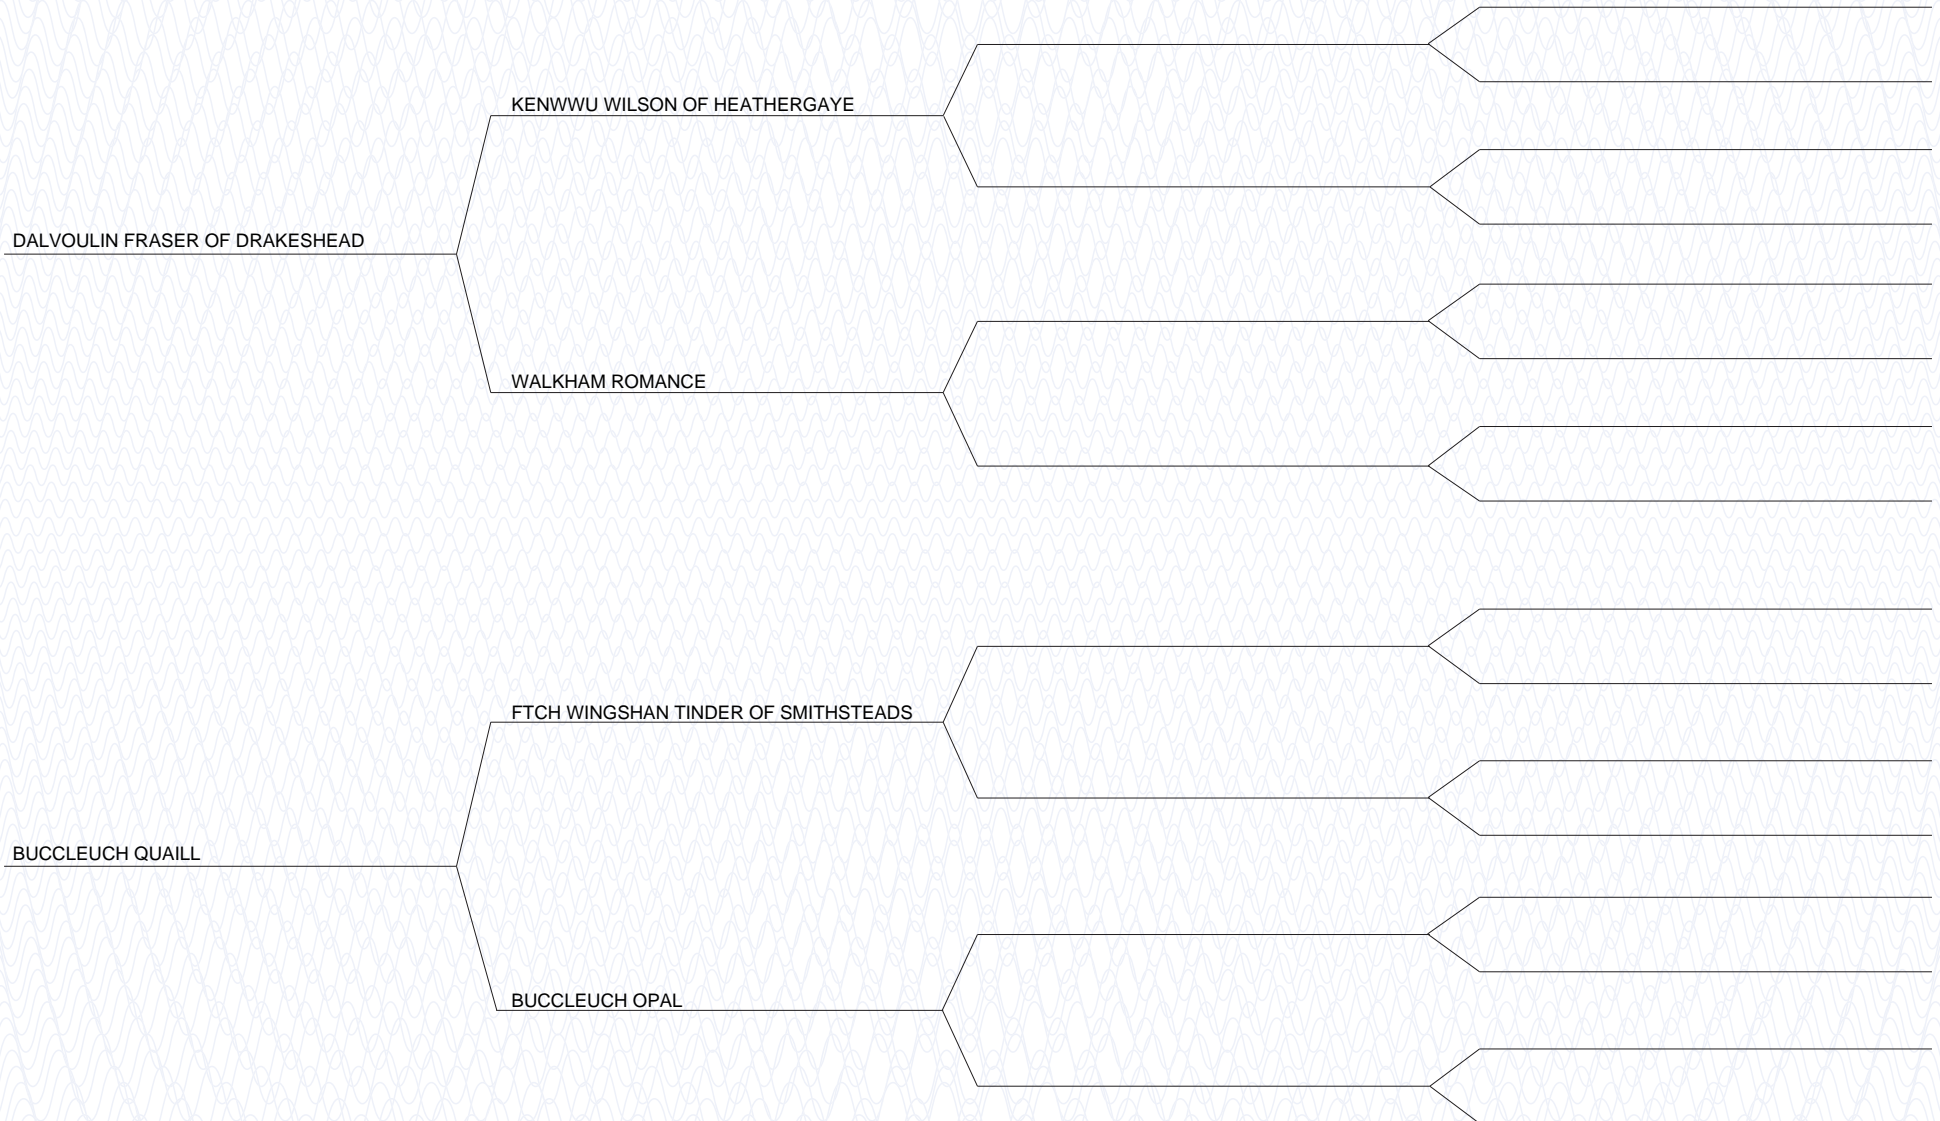 KENWWU WILSON OF HEATHERGAYE
DALVOULIN FRASER OF DRAKESHEAD
WALKHAM ROMANCE
FTCH WINGSHAN TINDER OF SMITHSTEADS
BUCCLEUCH QUAILL
BUCCLEUCH OPAL